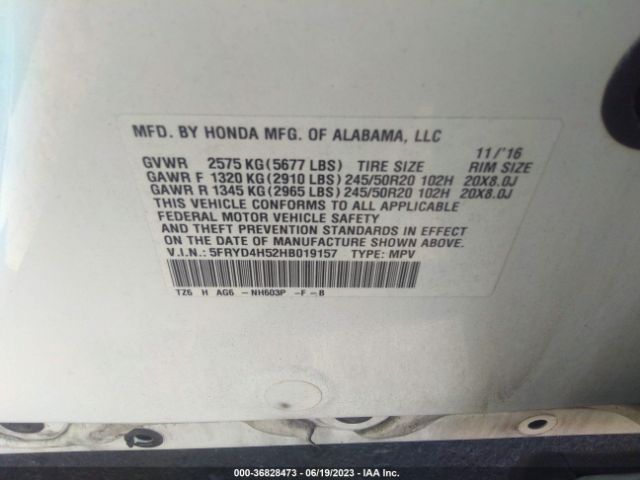 MFD. BY HONDA MFG. OF ALABAMA, LLC
11/'16
GVWR 2575 KG(5677 LBS) TIRE SIZE RIM SIZE
GAWR F 1320 KG(2910 LBS) 245/50R20 102H 20X8.0J
GAWR R 1345 KG(2965 LBS) 245/50R20 102H 20X8.0J
THIS VEHICLE CONFORMS TO ALL APPLICABLE
FEDERAL MOTOR VEHICLE SAFETY
AND THEFT PREVENTION STANDARDS IN EFFECT
ON THE DATE OF MANUFACTURE SHOWN ABOVE.
V.I.N.: 5FRYD4H52HB019157 TYPE: MPV
TZ6 H AG6 -NH603P -F-B
000-36828473 - 06/19/2023 - IAA Inc.